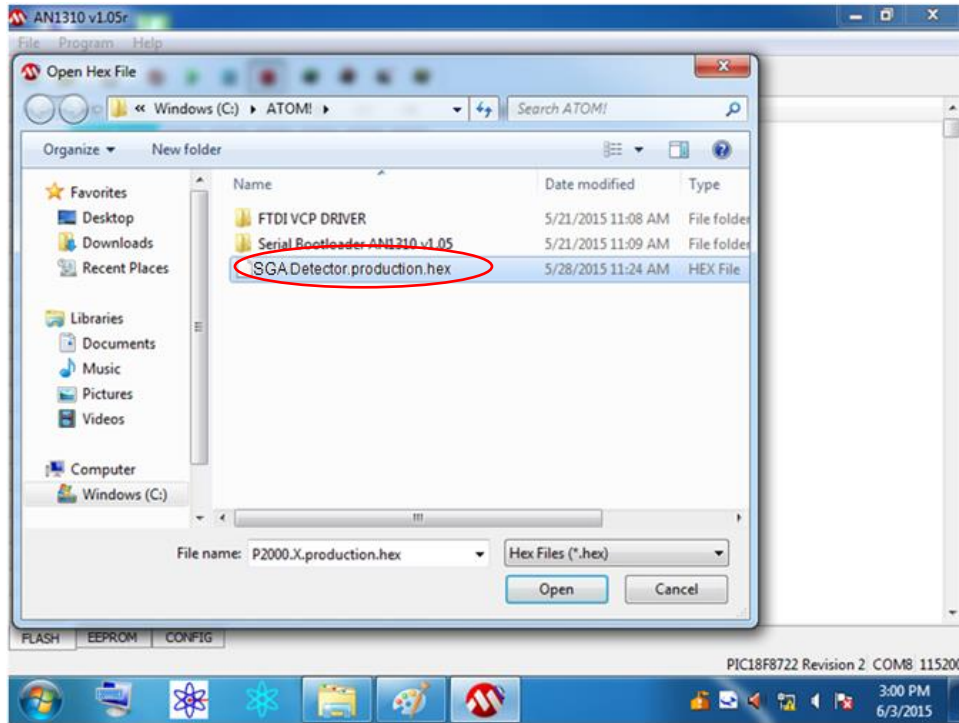 AN1310 v1.05r
File Program Help
Open Hex File
« Windows (C:) ▸ ATOM! ▸
Search ATOM!
Organize
New folder
Name Date modified Type
Favorites
Desktop
Downloads
Recent Places
Libraries
Documents
Music
Pictures
Videos
Computer
Windows (C:)
FTDI VCP DRIVER 5/21/2015 11:08 AM File folder
Serial Bootloader AN1310 v1.05 5/21/2015 11:09 AM File folder
SGA.Detector.production.hex 5/28/2015 11:24 AM HEX File
File name: P2000.X.production.hex
Hex Files (*.hex)
Open Cancel
FLASH EEPROM CONFIG
PIC18F8722 Revision 2 COM8 115200
3:00 PM
6/3/2015